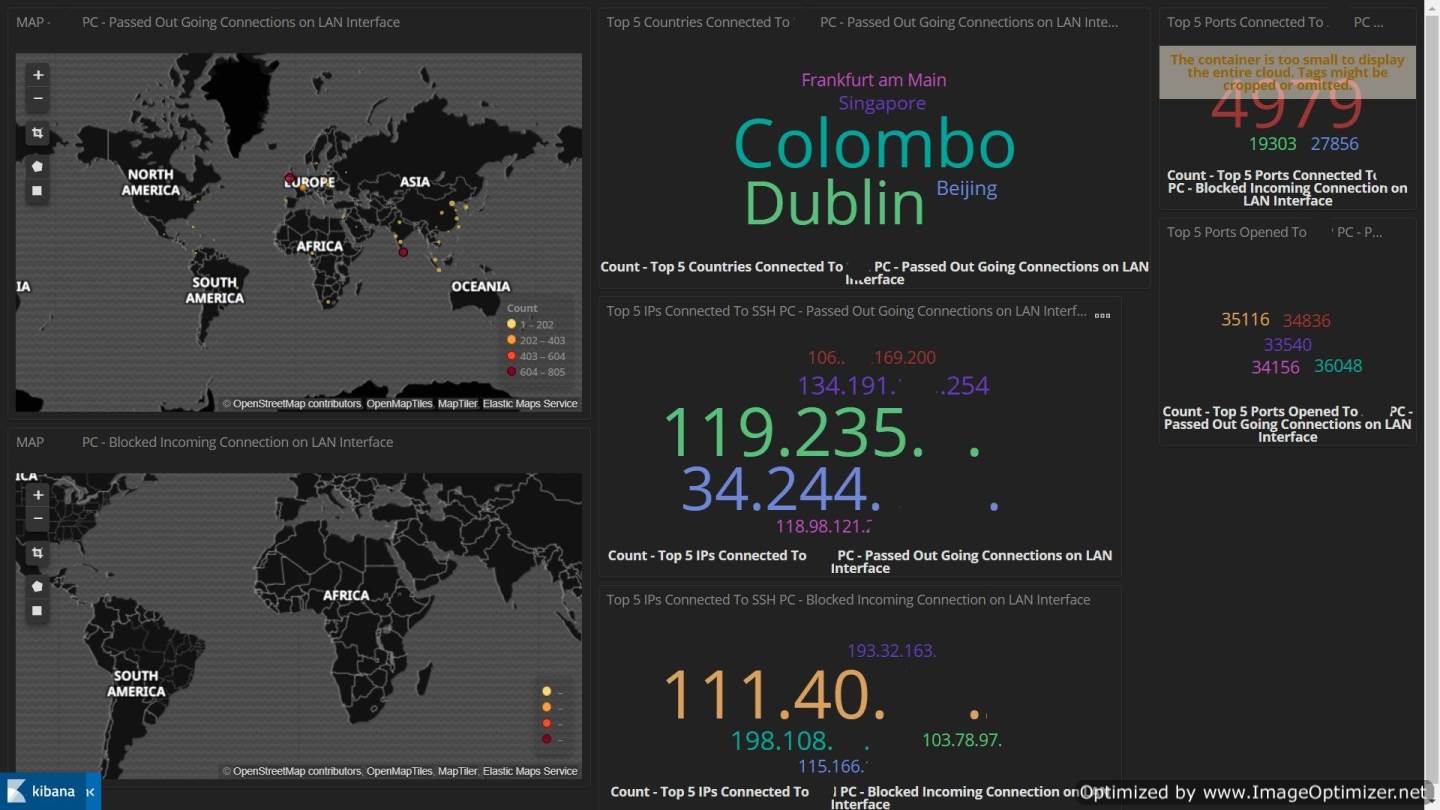 MAP - PC - Passed Out Going Connections on LAN Interface
NORTH
AMERICA
EUROPE
ASIA
AFRICA
SOUTH
AMERICA
OCEANIA
IA
Count
1 – 202
202 – 403
403 – 604
604 – 805
© OpenStreetMap contributors, OpenMapTiles, MapTiler, Elastic Maps Service
MAP PC - Blocked Incoming Connection on LAN Interface
ICA
AFRICA
SOUTH
AMERICA
© OpenStreetMap contributors, OpenMapTiles, MapTiler, Elastic Maps Service
kibana
Top 5 Countries Connected To PC - Passed Out Going Connections on LAN Inte...
Frankfurt am Main
Singapore
Colombo
Dublin Beijing
Count - Top 5 Countries Connected To PC - Passed Out Going Connections on LAN
Interface
Top 5 IPs Connected To SSH PC - Passed Out Going Connections on LAN Interf...
106.. .169.200
134.191. .254
119.235. .
34.244. .
118.98.121.
Count - Top 5 IPs Connected To PC - Passed Out Going Connections on LAN
Interface
Top 5 IPs Connected To SSH PC - Blocked Incoming Connection on LAN Interface
193.32.163.
111.40. .
198.108. .
103.78.97.
115.166.
Count - Top 5 IPs Connected To PC - Blocked Incoming Connection on LAN
Interface
Top 5 Ports Connected To PC ...
The container is too small to display
the entire cloud. Tags might be
cropped or omitted.
4979
19303 27856
Count - Top 5 Ports Connected To
PC - Blocked Incoming Connection on
LAN Interface
Top 5 Ports Opened To PC - P...
35116 34836
33540
34156 36048
Count - Top 5 Ports Opened To PC -
Passed Out Going Connections on LAN
Interface
Optimized by www.ImageOptimizer.net